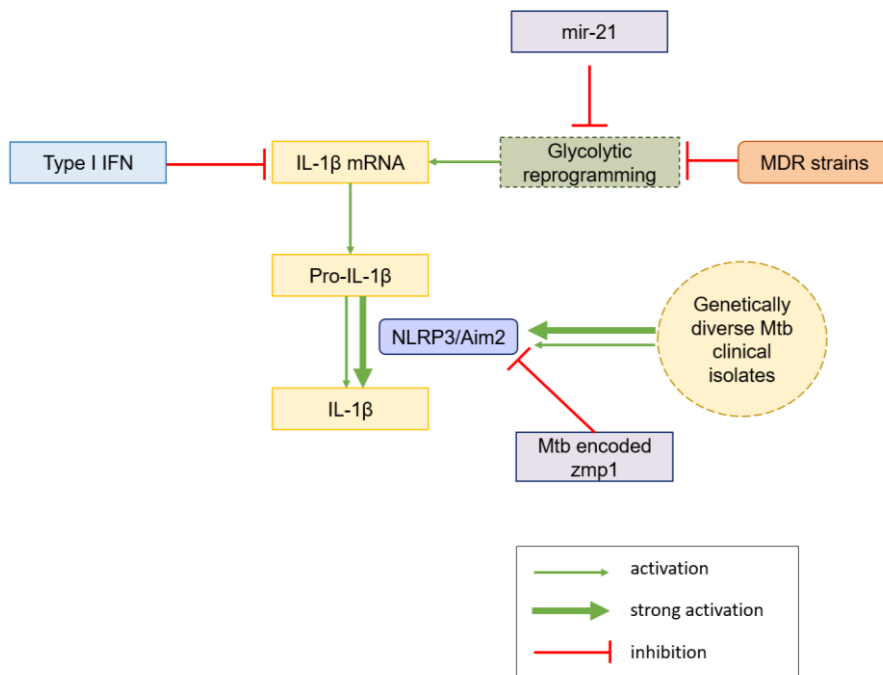 mir-21
Type I IFN
IL-1β mRNA
Glycolytic
reprogramming
MDR strains
Pro-IL-1β
NLRP3/Aim2
Genetically
diverse Mtb
clinical
isolates
IL-1β
Mtb encoded
zmp1
activation
strong activation
inhibition